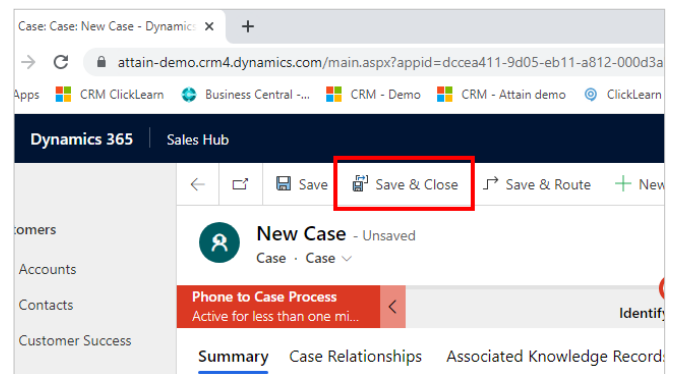 Case: Case: New Case - Dynamic
attain-demo.crm4.dynamics.com/main.aspx?appid=dccea411-9d05-eb11-a812-000d3a
Apps CRM ClickLearn Business Central -... CRM - Demo CRM - Attain demo ClickLearn
Dynamics 365 Sales Hub
Save Save & Close Save & Route New
New Case - Unsaved
Case · Case
tomers
Accounts
Contacts
Customer Success
Phone to Case Process
Active for less than one mi...
Identify
Summary Case Relationships Associated Knowledge Records